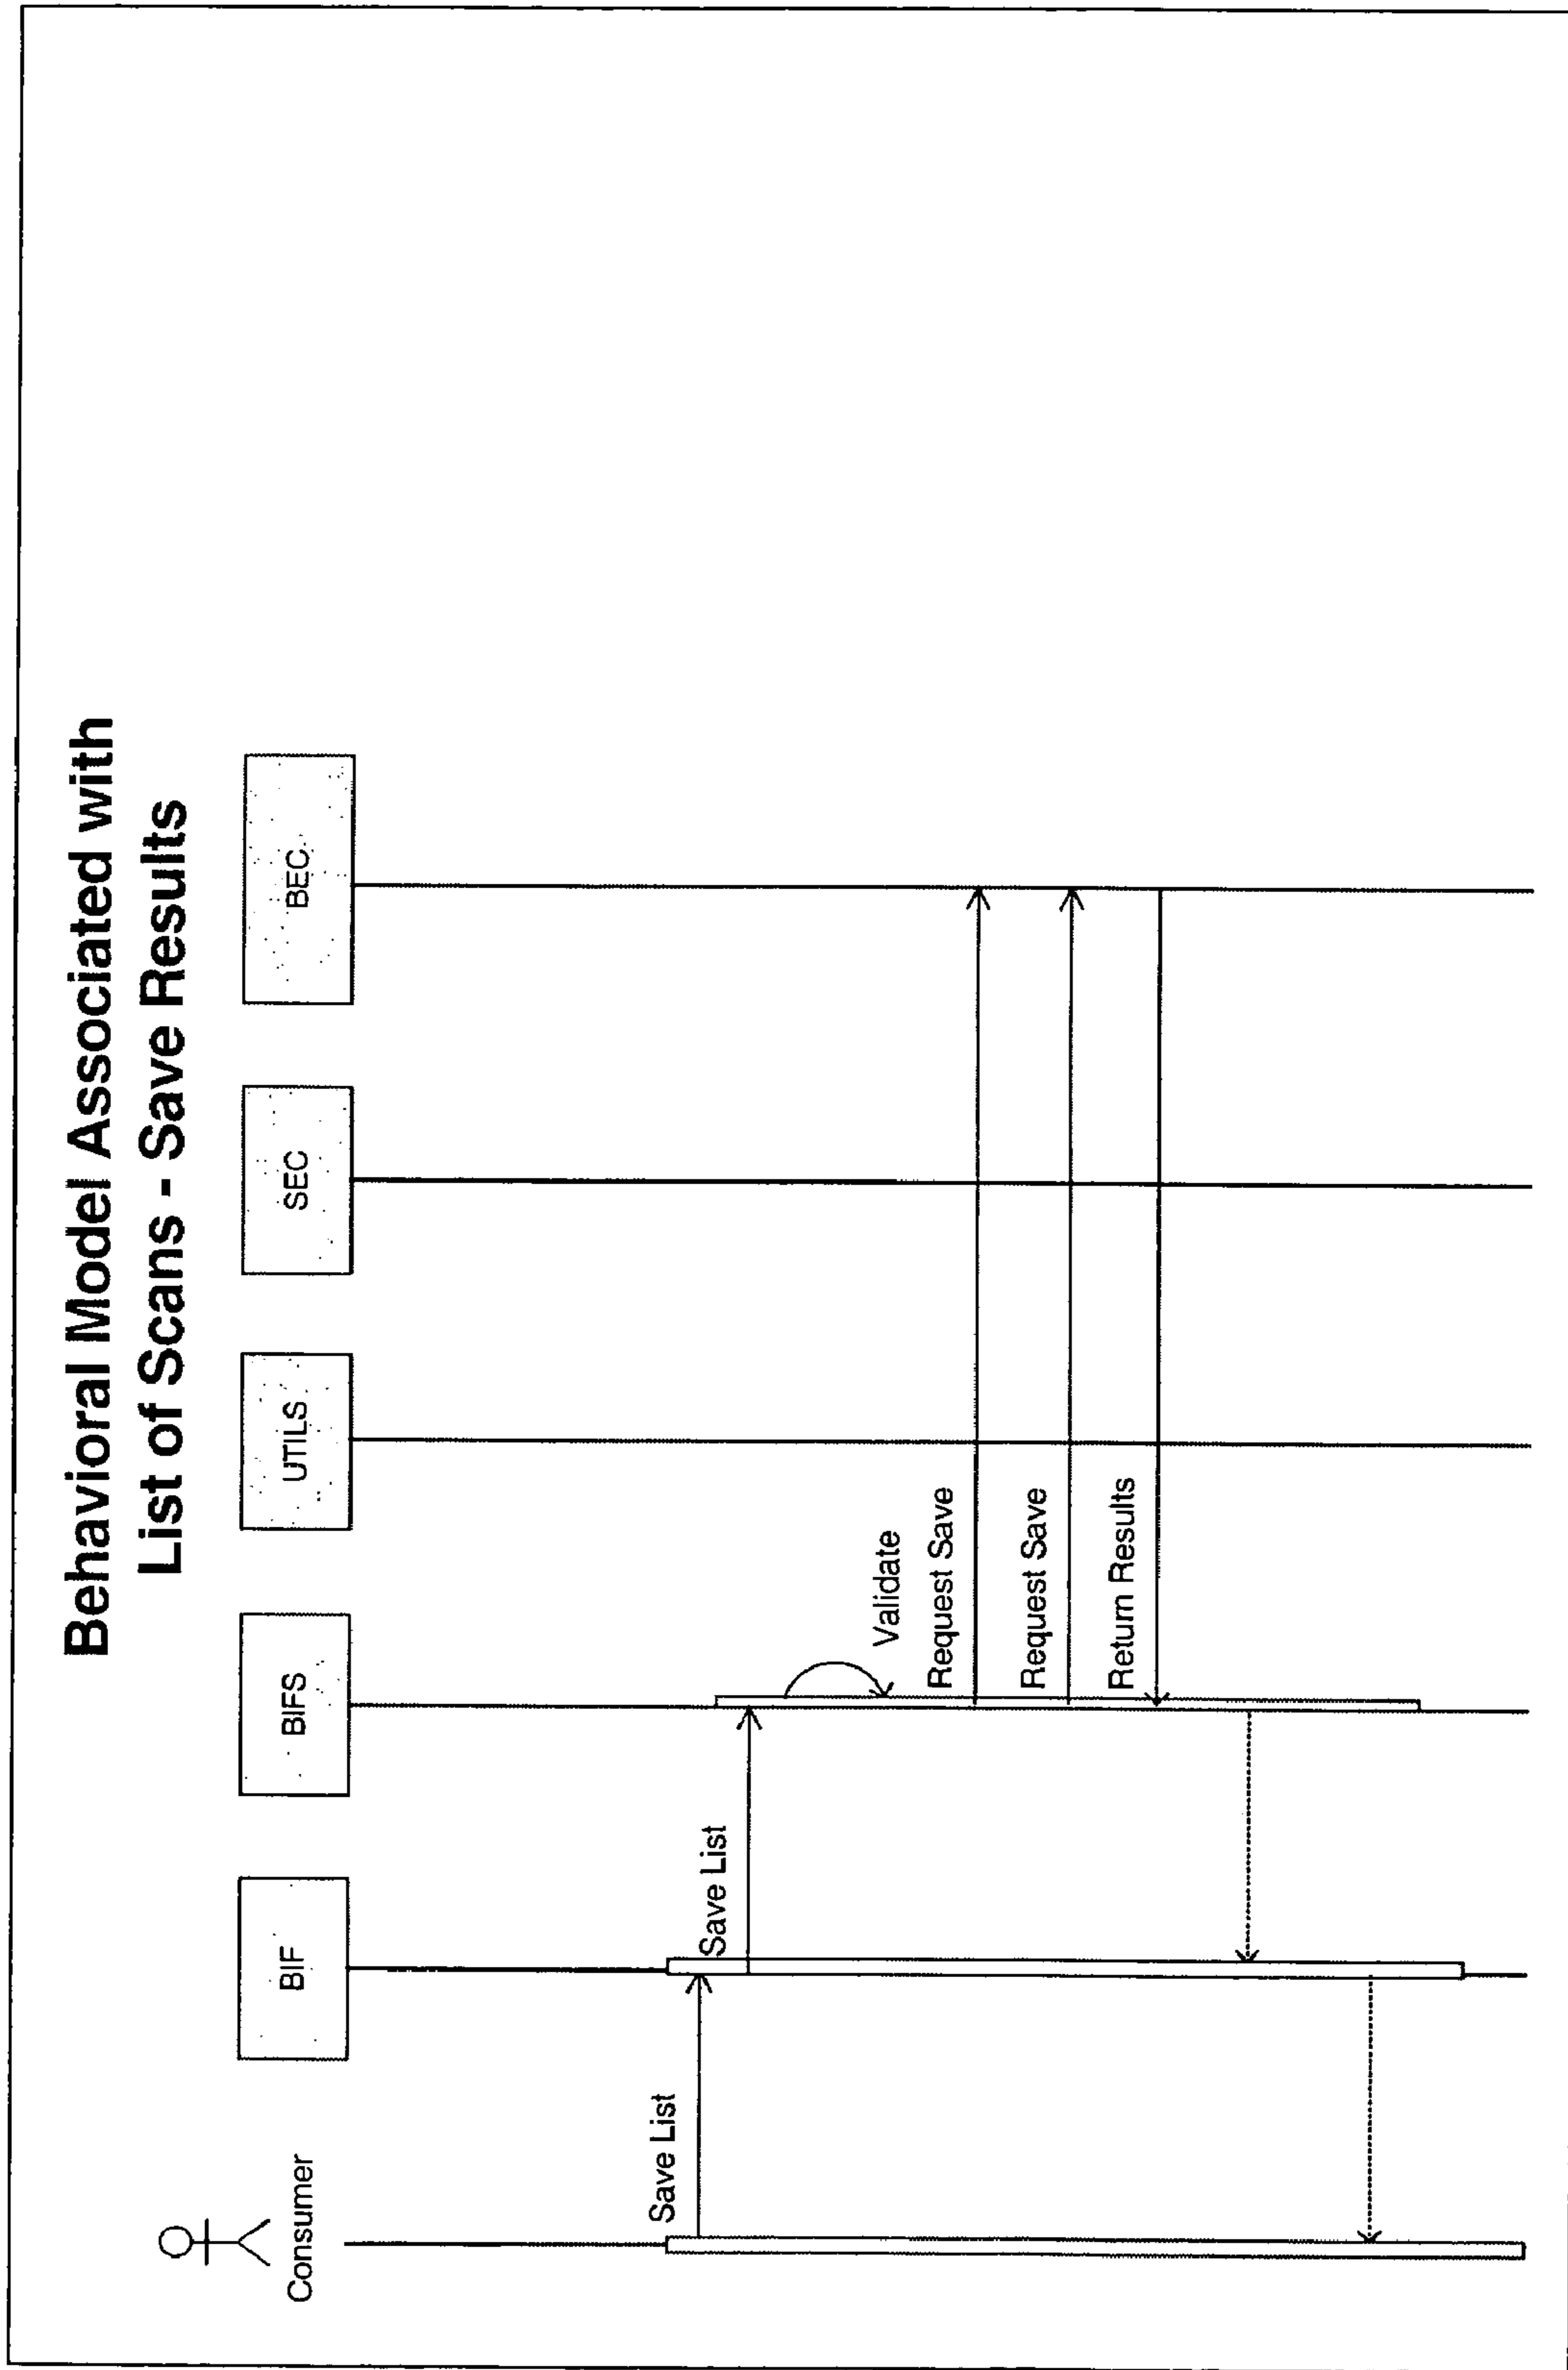 Behavioral Model Associated with
List of Scans - Save Results
Consumer
BIF
BIFS
UTILS
SEC
BEC
Save List
Save List
Validate
Request Save
Request Save
Return Results